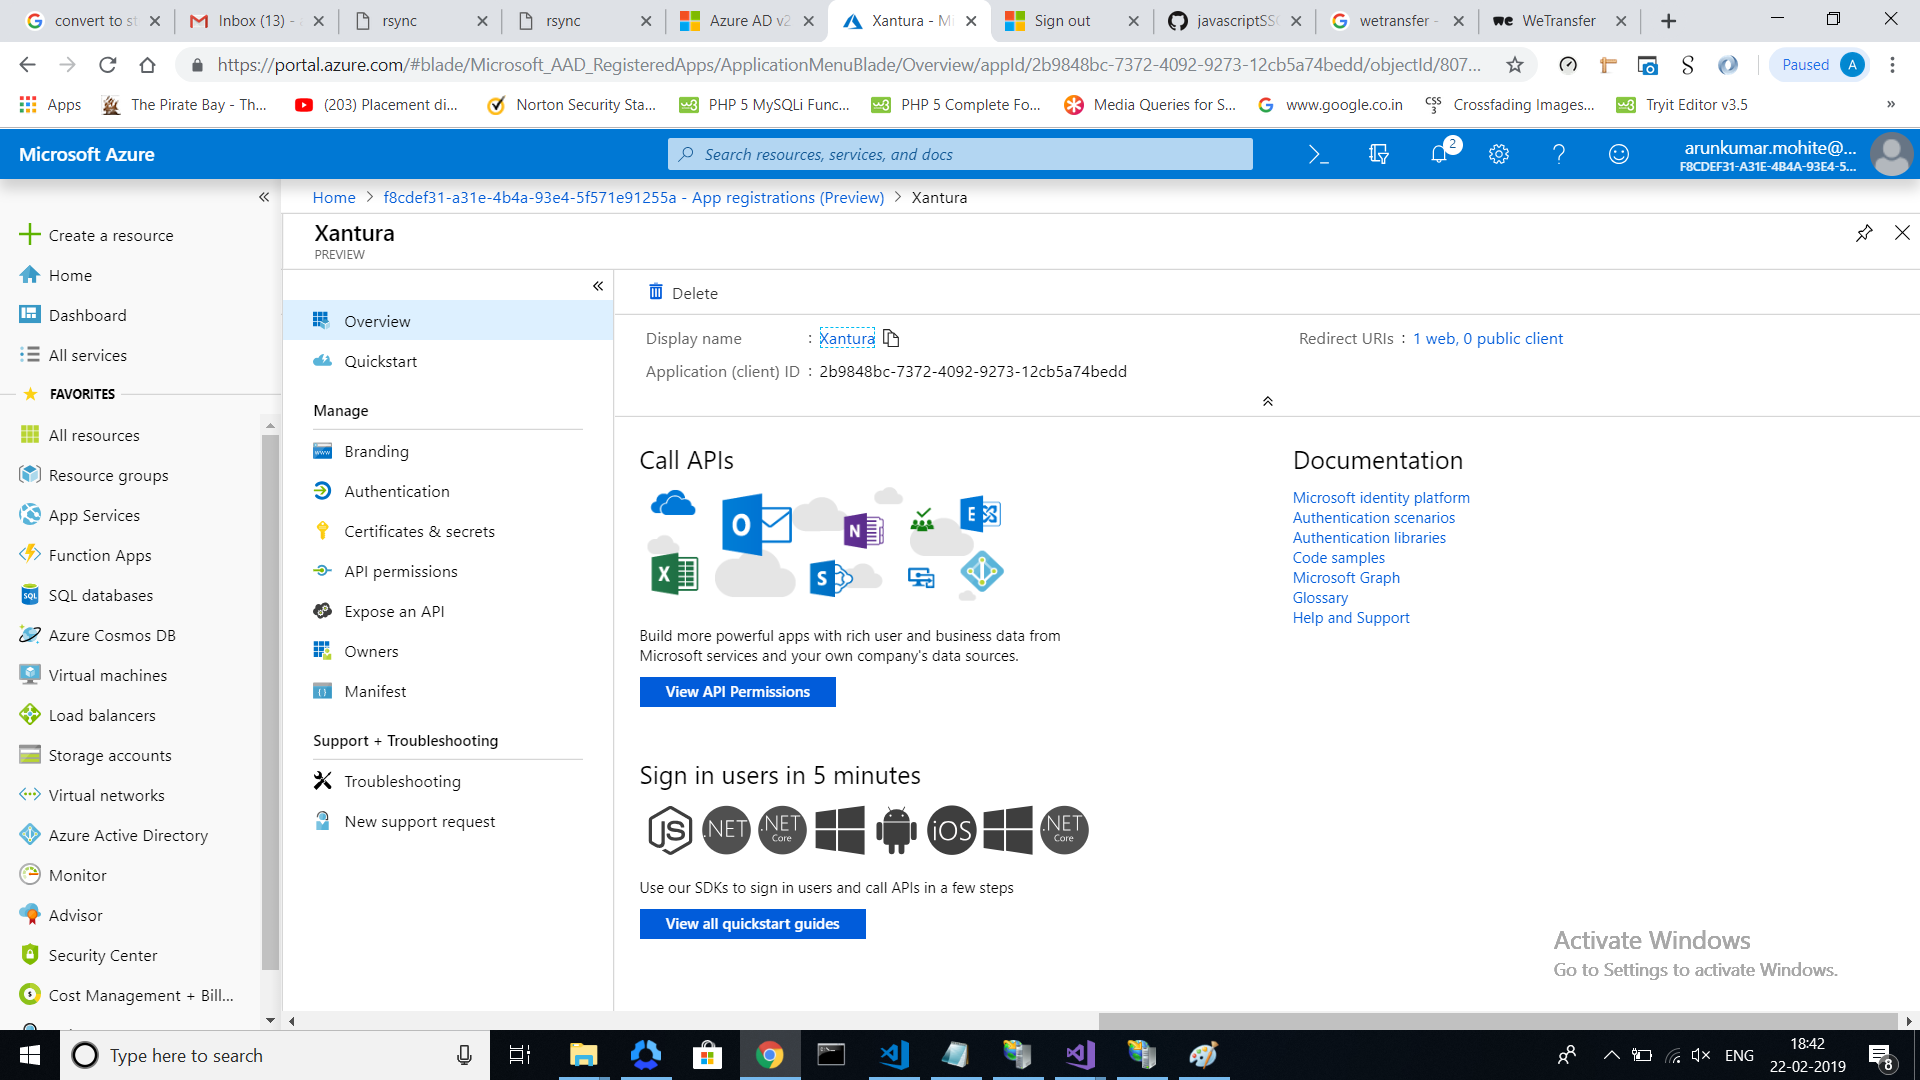 convert to st
Inbox (13) -
rsync
rsync
Azure AD v2
Xantura - Mi
Sign out
javascriptSS
wetransfer -
WeTransfer
https://portal.azure.com/#blade/Microsoft_AAD_RegisteredApps/ApplicationMenuBlade/Overview/appId/2b9848bc-7372-4092-9273-12cb5a74bedd/objectId/807...
Paused
A
Apps
The Pirate Bay - Th...
(203) Placement di...
Norton Security Sta...
PHP 5 MySQLi Func...
PHP 5 Complete Fo...
Media Queries for S...
www.google.co.in
Crossfading Images...
Tryit Editor v3.5
»
Microsoft Azure
Search resources, services, and docs
2
arunkumar.mohite@...
F8CDEF31-A31E-4B4A-93E4-5...
Home > f8cdef31-a31e-4b4a-93e4-5f571e91255a - App registrations (Preview) > Xantura
Xantura
PREVIEW
Create a resource
Home
Dashboard
All services
FAVORITES
All resources
Resource groups
App Services
Function Apps
SQL databases
Azure Cosmos DB
Virtual machines
Load balancers
Storage accounts
Virtual networks
Azure Active Directory
Monitor
Advisor
Security Center
Cost Management + Bill...
Overview
Quickstart
Manage
Branding
Authentication
Certificates & secrets
API permissions
Expose an API
Owners
Manifest
Support + Troubleshooting
Troubleshooting
New support request
Delete
Display name : Xantura
Application (client) ID : 2b9848bc-7372-4092-9273-12cb5a74bedd
Redirect URIs : 1 web, 0 public client
Call APIs
Build more powerful apps with rich user and business data from
Microsoft services and your own company's data sources.
View API Permissions
Sign in users in 5 minutes
JS
.NET
.NET Core
iOS
.NET Core
Use our SDKs to sign in users and call APIs in a few steps
View all quickstart guides
Documentation
Microsoft identity platform
Authentication scenarios
Authentication libraries
Code samples
Microsoft Graph
Glossary
Help and Support
Activate Windows
Go to Settings to activate Windows.
Type here to search
ENG
18:42
22-02-2019
8